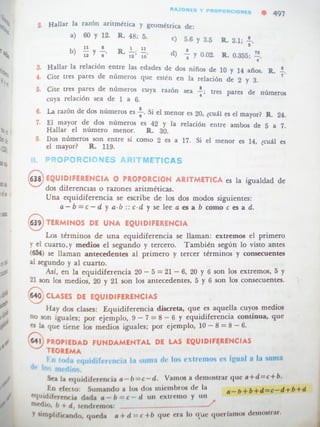 RAZONES Y PROPORCIONES ● 497
2. Hallar la razón aritmética y geométrica de:
a) 60 y 12. R. 48; 5.
c) 5.6 y 3.5 R. 2.1; 8/5.
b) 11/12 y 5/6. R. 1/12; 11/10.
d) 3/8 y 0.02. R. 0.355; 75/4
3. Hallar la relación entre las edades de dos niños de 10 y 14 años. R. 5/7.
4. Cite tres pares de números que estén en la relación de 2 y 3.
5. Cite tres pares de números cuya razón sea; tres pares de números
cuya relación sea de 1 a 6.
6. La razón de dos números es. Si el menor es 20, ¿cuál es el mayor? R. 24.
7. El mayor de dos números es 42 y la relación entre ambos de 5 a 7.
Hallar el número menor. R. 30.
8. Dos números son entre sí como 2 es a 17. Si el menor es 14, ¿cuál es
el mayor? R. 119.
II. PROPORCIONES ARITMETICAS
638 EQUIDIFERENCIA O PROPORCION ARITMETICA es la igualdad de
dos diferencias o razones aritméticas.
Una equidiferencia se escribe de los dos modos siguientes:
a − b = c − d y a·b :: c·d y se lee a es a b como c es a d.
639 TERMINOS DE UNA EQUIDIFERENCIA
Los términos de una equidiferencia se llaman: extremos el primero
y el cuarto, y medios el segundo y tercero. También según lo visto antes
(634) se llaman antecedentes al primero y tercer términos y consecuentes
al segundo y al cuarto.
Así, en la equidiferencia 20 − 5 = 21 − 6, 20 y 6 son los extremos, 5 y
21 son los medios, 20 y 21 son los antecedentes, 5 y 6 son los consecuentes.
640 CLASES DE EQUIDIFERENCIAS
Hay dos clases: Equidiferencia discreta, que es aquella cuyos medios
no son iguales; por ejemplo, 9 − 7 = 8 − 6 y equidiferencia continua, que
es la que tiene los medios iguales; por ejemplo, 10 − 8 = 8 − 6.
641 PROPIEDAD FUNDAMENTAL DE LAS EQUIDIFERENCIAS
TEOREMA
En toda equidiferencia la suma de los extremos es igual a la suma
de los medios.
Sea la equidiferencia a−b=c−d. Vamos a demostrar que a+d=c+b.
En efecto: Sumando a los dos miembros de la
equidiferencia dada a − b = c − d un extremo y un
medio, b + d, tendremos:
a−b+b+d=c−d+b+d
y simplificando, queda a + d = c + b que era lo que queríamos demostrar.